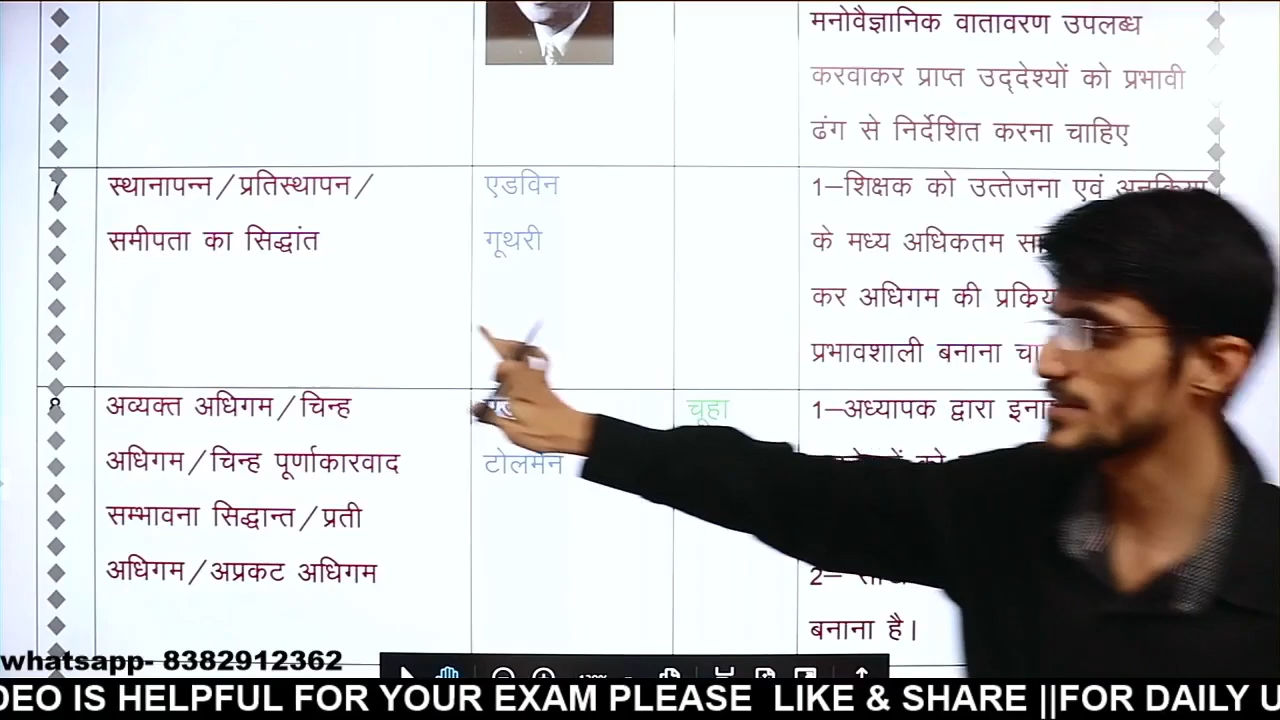 मनोवैज्ञानिक वातावरण उपलब्ध
करवाकर प्राप्त उद्देश्यों को प्रभावी
ढंग से निर्देशित करना चाहिए
7
स्थानापन्न/प्रतिस्थापन/
समीपता का सिद्धांत
एडविन
गूथरी
1–शिक्षक को उत्तेजना एवं अनुक्रिया
के मध्य अधिकतम
कर अधिगम की
प्रभावशाली बनाना
8
अव्यक्त अधिगम/चिन्ह
अधिगम/चिन्ह पूर्णाकारवाद
सम्भावना सिद्धान्त/प्रती
अधिगम/अप्रकट अधिगम
टोलमैन
चूहा
1–अध्यापक द्वारा
2–
बनाना है।
whatsapp- 8382912362
DEO IS HELPFUL FOR YOUR EXAM PLEASE LIKE & SHARE ||FOR DAILY U